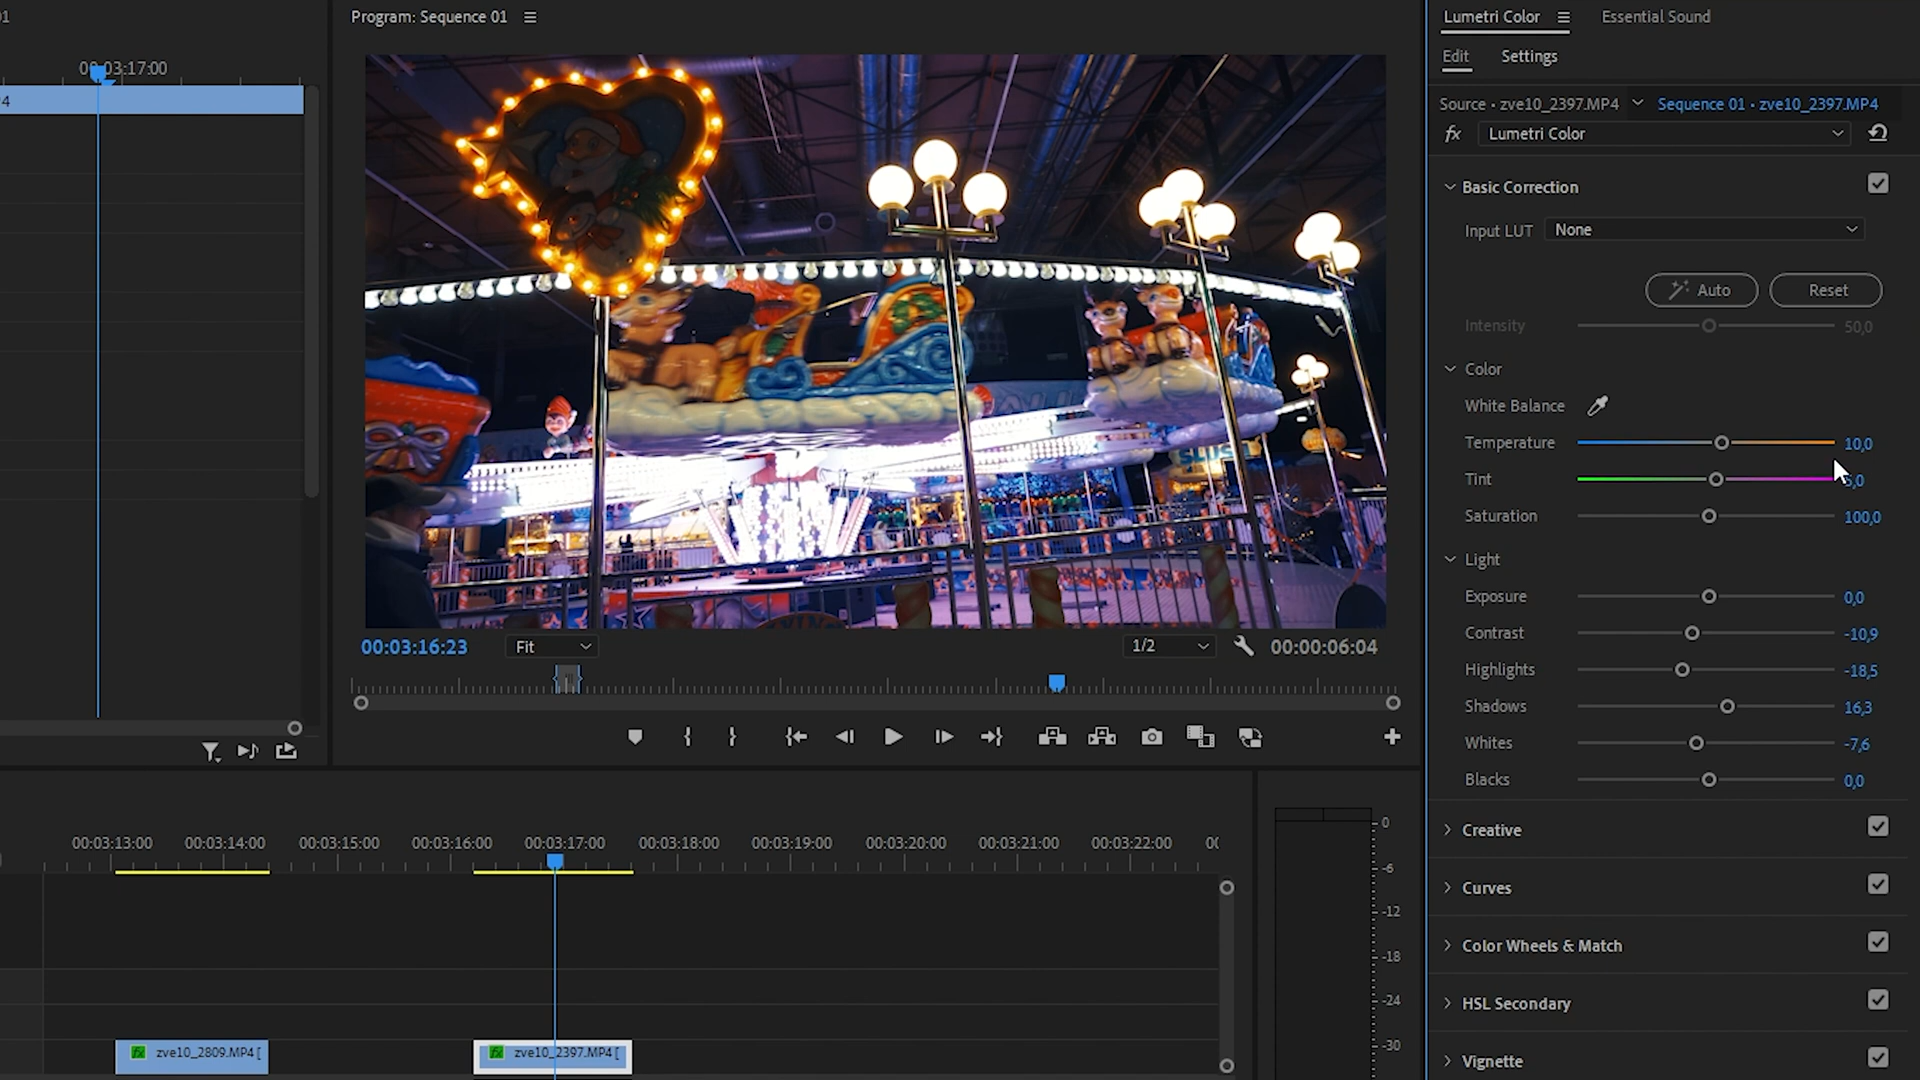 Program: Sequence 01
Lumetri Color
Essential Sound
Edit
Settings
00:03:17:00
Source • zve10_2397.MP4
Sequence 01 • zve10_2397.MP4
fx
Lumetri Color
Basic Correction
Input LUT
None
Auto
Reset
Intensity
50,0
Color
White Balance
Temperature
10,0
Tint
5,0
Saturation
100,0
Light
Exposure
0,0
Contrast
-10,9
Highlights
-18,5
Shadows
16,3
Whites
-7,6
Blacks
0,0
00:03:16:23
Fit
1/2
00:00:06:04
Creative
Curves
Color Wheels & Match
HSL Secondary
Vignette
00:03:13:00
00:03:14:00
00:03:15:00
00:03:16:00
00:03:17:00
00:03:18:00
00:03:19:00
00:03:20:00
00:03:21:00
00:03:22:00
0
-6
-12
-18
-24
-30
fx zve10_2809.MP4 [
fx zve10_2397.MP4 [